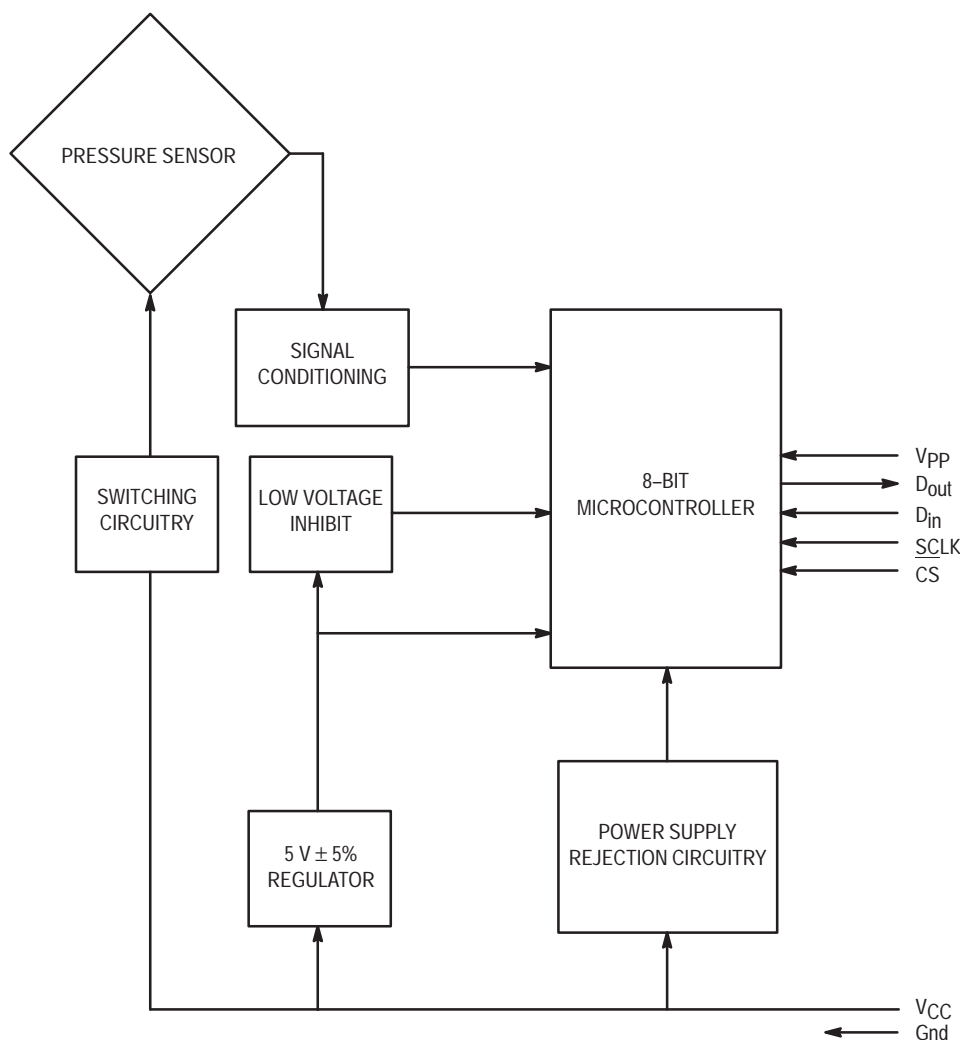 PRESSURE SENSOR
SIGNAL
CONDITIONING
SWITCHING
CIRCUITRY
LOW VOLTAGE
INHIBIT
8–BIT
MICROCONTROLLER
VPP
Dout
Din
SCLK
CS
5 V ± 5%
REGULATOR
POWER SUPPLY
REJECTION CIRCUITRY
VCC
Gnd